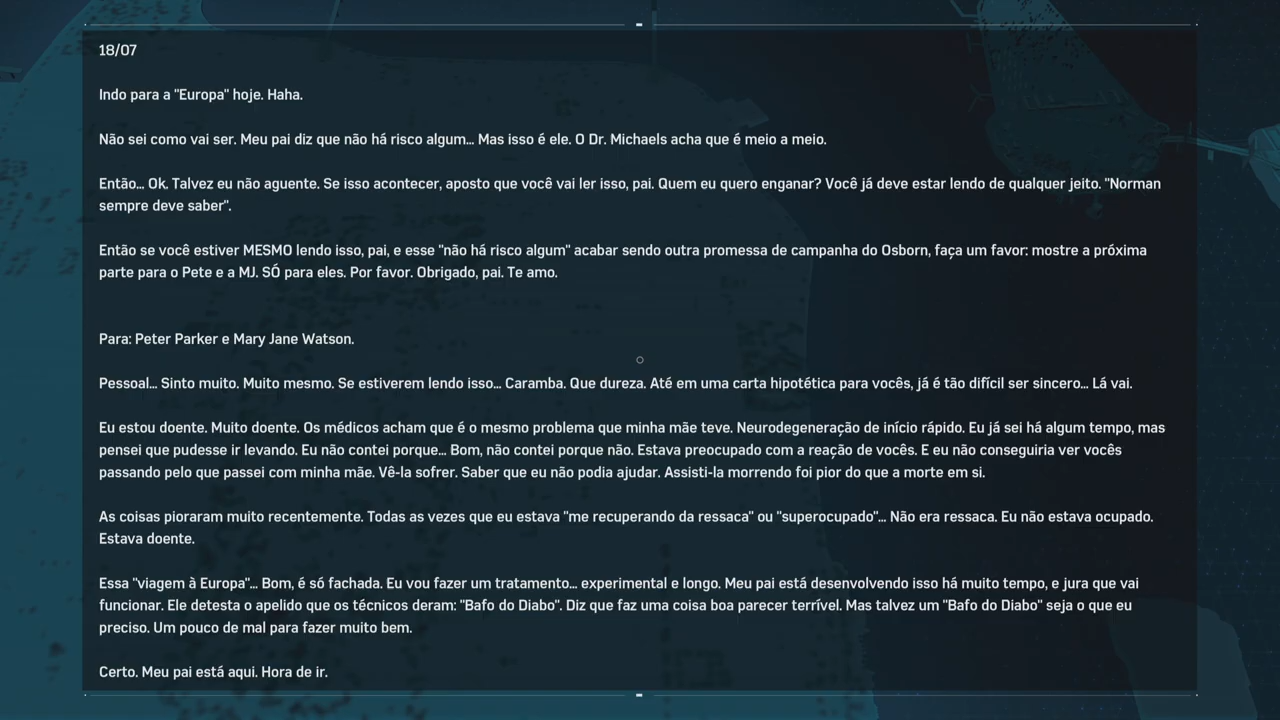 18/07
Indo para a "Europa" hoje. Haha.
Não sei como vai ser. Meu pai diz que não há risco algum... Mas isso é ele. O Dr. Michaels acha que é meio a meio.
Então... Ok. Talvez eu não aguente. Se isso acontecer, aposto que você vai ler isso, pai. Quem eu quero enganar? Você já deve estar lendo de qualquer jeito. "Norman
sempre deve saber".
Então se você estiver MESMO lendo isso, pai, e esse "não há risco algum" acabar sendo outra promessa de campanha do Osborn, faça um favor: mostre a próxima
parte para o Pete e a MJ. SÓ para eles. Por favor. Obrigado, pai. Te amo.
Para: Peter Parker e Mary Jane Watson.
Pessoal... Sinto muito. Muito mesmo. Se estiverem lendo isso... Caramba. Que dureza. Até em uma carta hipotética para vocês, já é tão difícil ser sincero... Lá vai.
Eu estou doente. Muito doente. Os médicos acham que é o mesmo problema que minha mãe teve. Neurodegeneração de início rápido. Eu já sei há algum tempo, mas
pensei que pudesse ir levando. Eu não contei porque... Bom, não contei porque não. Estava preocupado com a reação de vocês. E eu não conseguiria ver vocês
passando pelo que passei com minha mãe. Vê-la sofrer. Saber que eu não podia ajudar. Assisti-la morrendo foi pior do que a morte em si.
As coisas pioraram muito recentemente. Todas as vezes que eu estava "me recuperando da ressaca" ou "superocupado"... Não era ressaca. Eu não estava ocupado.
Estava doente.
Essa "viagem à Europa"... Bom, é só fachada. Eu vou fazer um tratamento... experimental e longo. Meu pai está desenvolvendo isso há muito tempo, e jura que vai
funcionar. Ele detesta o apelido que os técnicos deram: "Bafo do Diabo". Diz que faz uma coisa boa parecer terrível. Mas talvez um "Bafo do Diabo" seja o que eu
preciso. Um pouco de mal para fazer muito bem.
Certo. Meu pai está aqui. Hora de ir.